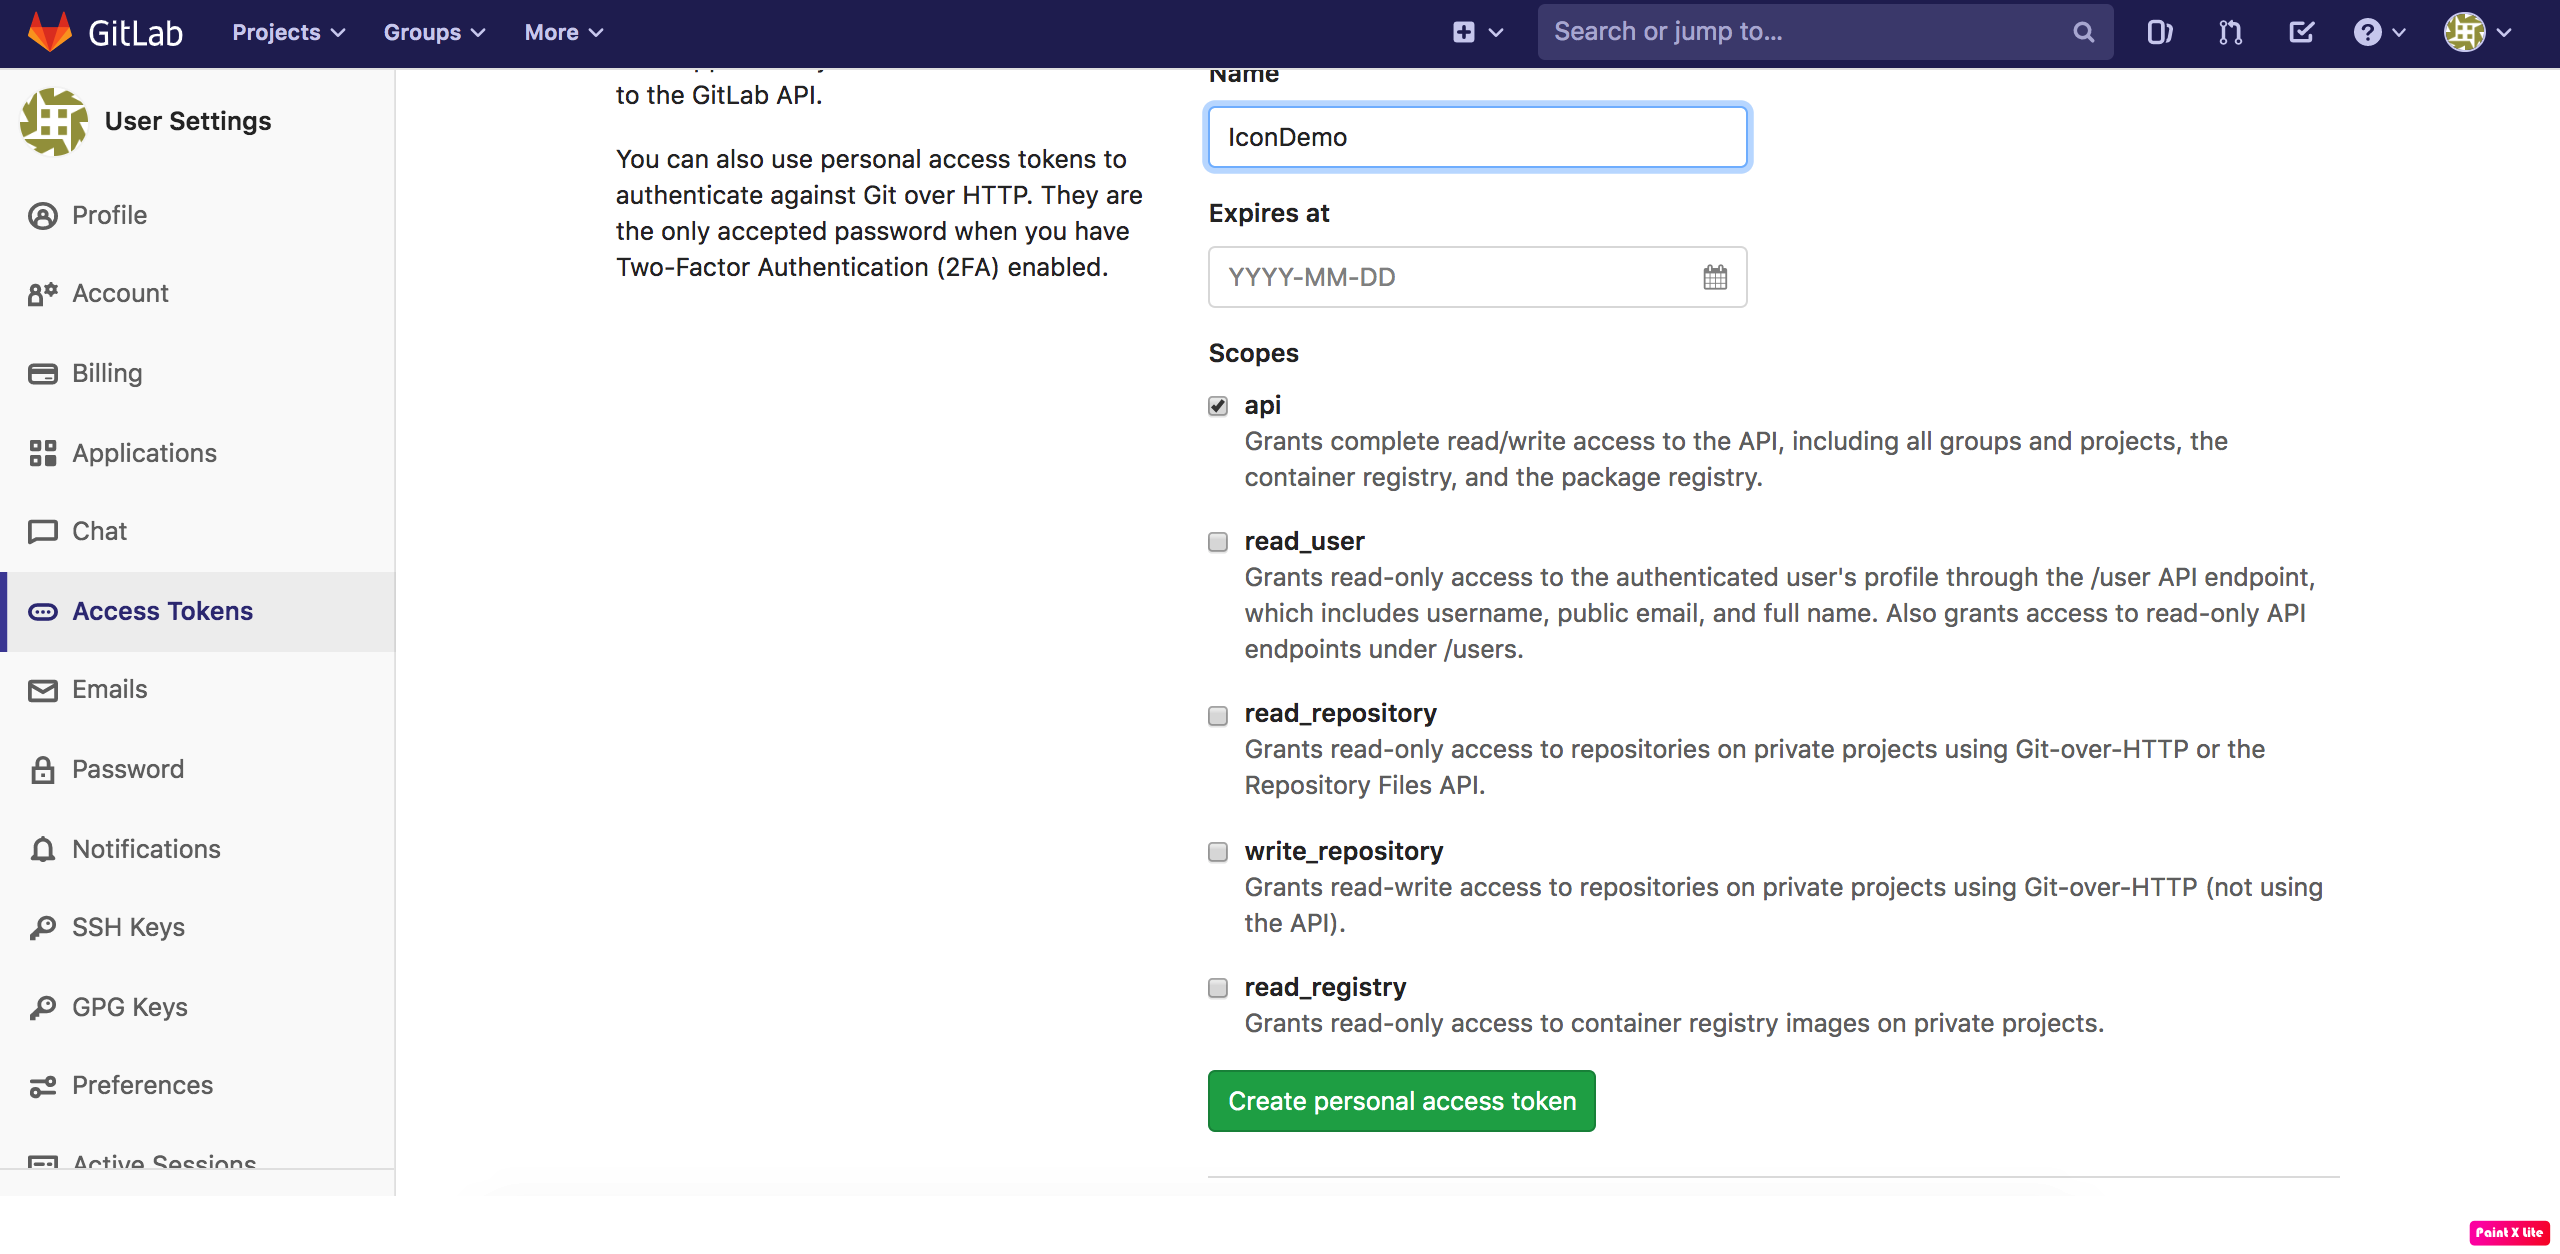 GitLab
Projects
Groups
More
Search or jump to...
User Settings
Profile
Account
Billing
Applications
Chat
Access Tokens
Emails
Password
Notifications
SSH Keys
GPG Keys
Preferences
Active Sessions
to the GitLab API.
You can also use personal access tokens to
authenticate against Git over HTTP. They are
the only accepted password when you have
Two-Factor Authentication (2FA) enabled.
Name
IconDemo
Expires at
YYYY-MM-DD
Scopes
api
Grants complete read/write access to the API, including all groups and projects, the
container registry, and the package registry.
read_user
Grants read-only access to the authenticated user's profile through the /user API endpoint,
which includes username, public email, and full name. Also grants access to read-only API
endpoints under /users.
read_repository
Grants read-only access to repositories on private projects using Git-over-HTTP or the
Repository Files API.
write_repository
Grants read-write access to repositories on private projects using Git-over-HTTP (not using
the API).
read_registry
Grants read-only access to container registry images on private projects.
Create personal access token
Paint X Lite